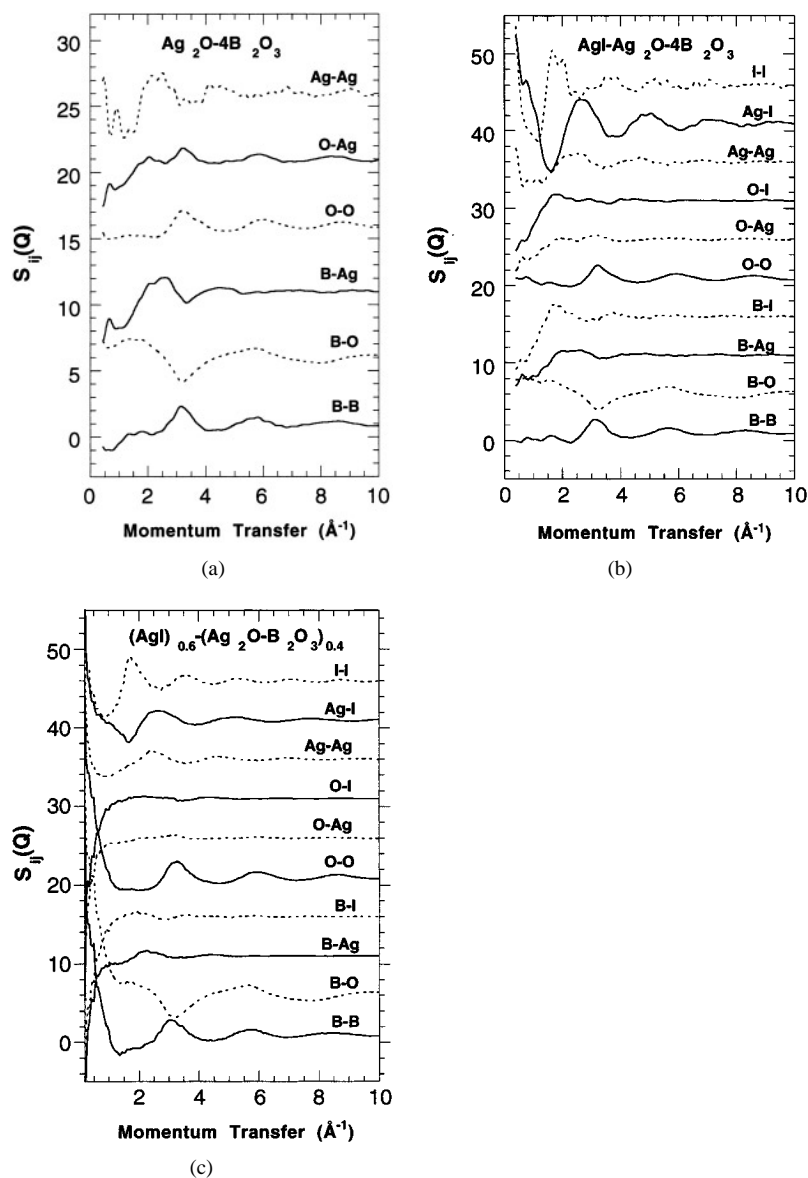 Ag 2O-4B 2O3
30
25
20
15
10
5
0
Ag-Ag
O-Ag
O-O
B-Ag
B-O
B-B
S ij(Q)
0 2 4 6 8 10
Momentum Transfer (Å-1)
(a)
AgI-Ag 2O-4B 2O3
50
40
30
20
10
0
I-I
Ag-I
Ag-Ag
O-I
O-Ag
O-O
B-I
B-Ag
B-O
B-B
S ij(Q)
0 2 4 6 8 10
Momentum Transfer (Å-1)
(b)
(AgI) 0.6-(Ag 2O-B 2O3)0.4
50
40
30
20
10
0
I-I
Ag-I
Ag-Ag
O-I
O-Ag
O-O
B-I
B-Ag
B-O
B-B
S ij(Q)
2 4 6 8 10
Momentum Transfer (Å-1)
(c)